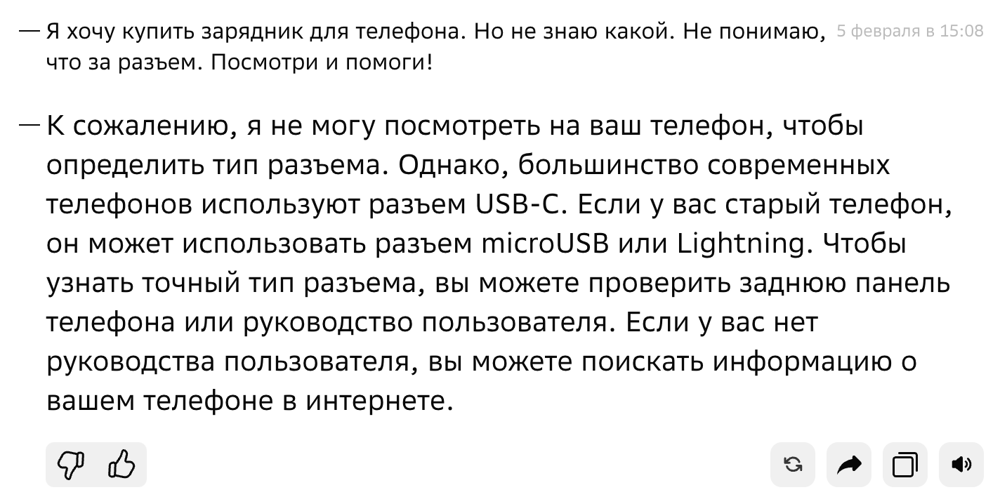 — Я хочу купить зарядник для телефона. Но не знаю какой. Не понимаю, 5 февраля в 15:08
что за разъем. Посмотри и помоги!
— К сожалению, я не могу посмотреть на ваш телефон, чтобы
определить тип разъема. Однако, большинство современных
телефонов используют разъем USB-C. Если у вас старый телефон,
он может использовать разъем microUSB или Lightning. Чтобы
узнать точный тип разъема, вы можете проверить заднюю панель
телефона или руководство пользователя. Если у вас нет
руководства пользователя, вы можете поискать информацию о
вашем телефоне в интернете.